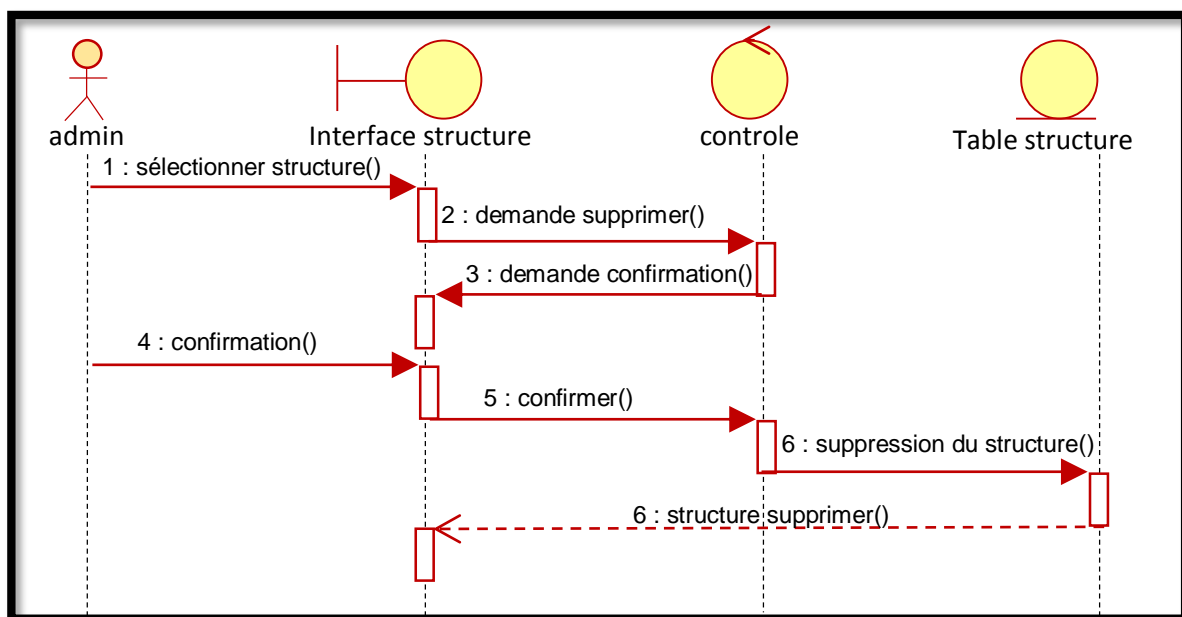 admin
Interface structure
controle
Table structure
1 : sélectionner structure()
2 : demande supprimer()
3 : demande confirmation()
4 : confirmation()
5 : confirmer()
6 : suppression du structure()
6 : structure supprimer()